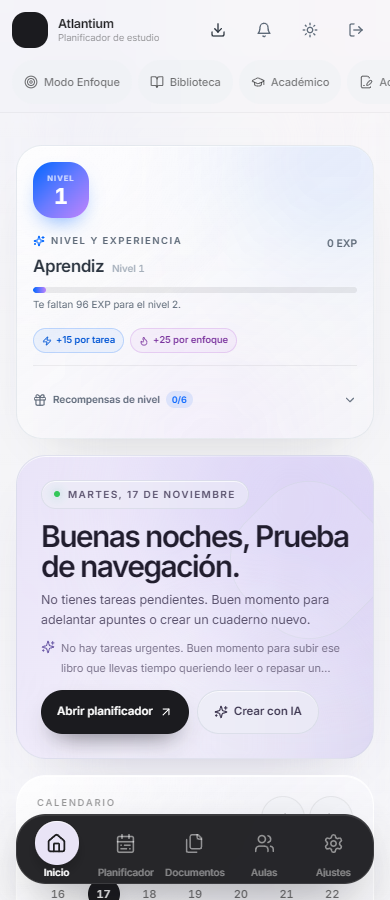 Atlantium
Planificador de estudio
Modo Enfoque
Biblioteca
Académico
NIVEL
1
NIVEL Y EXPERIENCIA
0 EXP
Aprendiz Nivel 1
Te faltan 96 EXP para el nivel 2.
+15 por tarea
+25 por enfoque
Recompensas de nivel 0/6
MARTES, 17 DE NOVIEMBRE
Buenas noches, Prueba
de navegación.
No tienes tareas pendientes. Buen momento para
adelantar apuntes o crear un cuaderno nuevo.
No hay tareas urgentes. Buen momento para subir ese
libro que llevas tiempo queriendo leer o repasar un...
Abrir planificador
Crear con IA
CALENDARIO
Inicio
Planificador
Documentos
Aulas
Ajustes
16 17 18 19 20 21 22